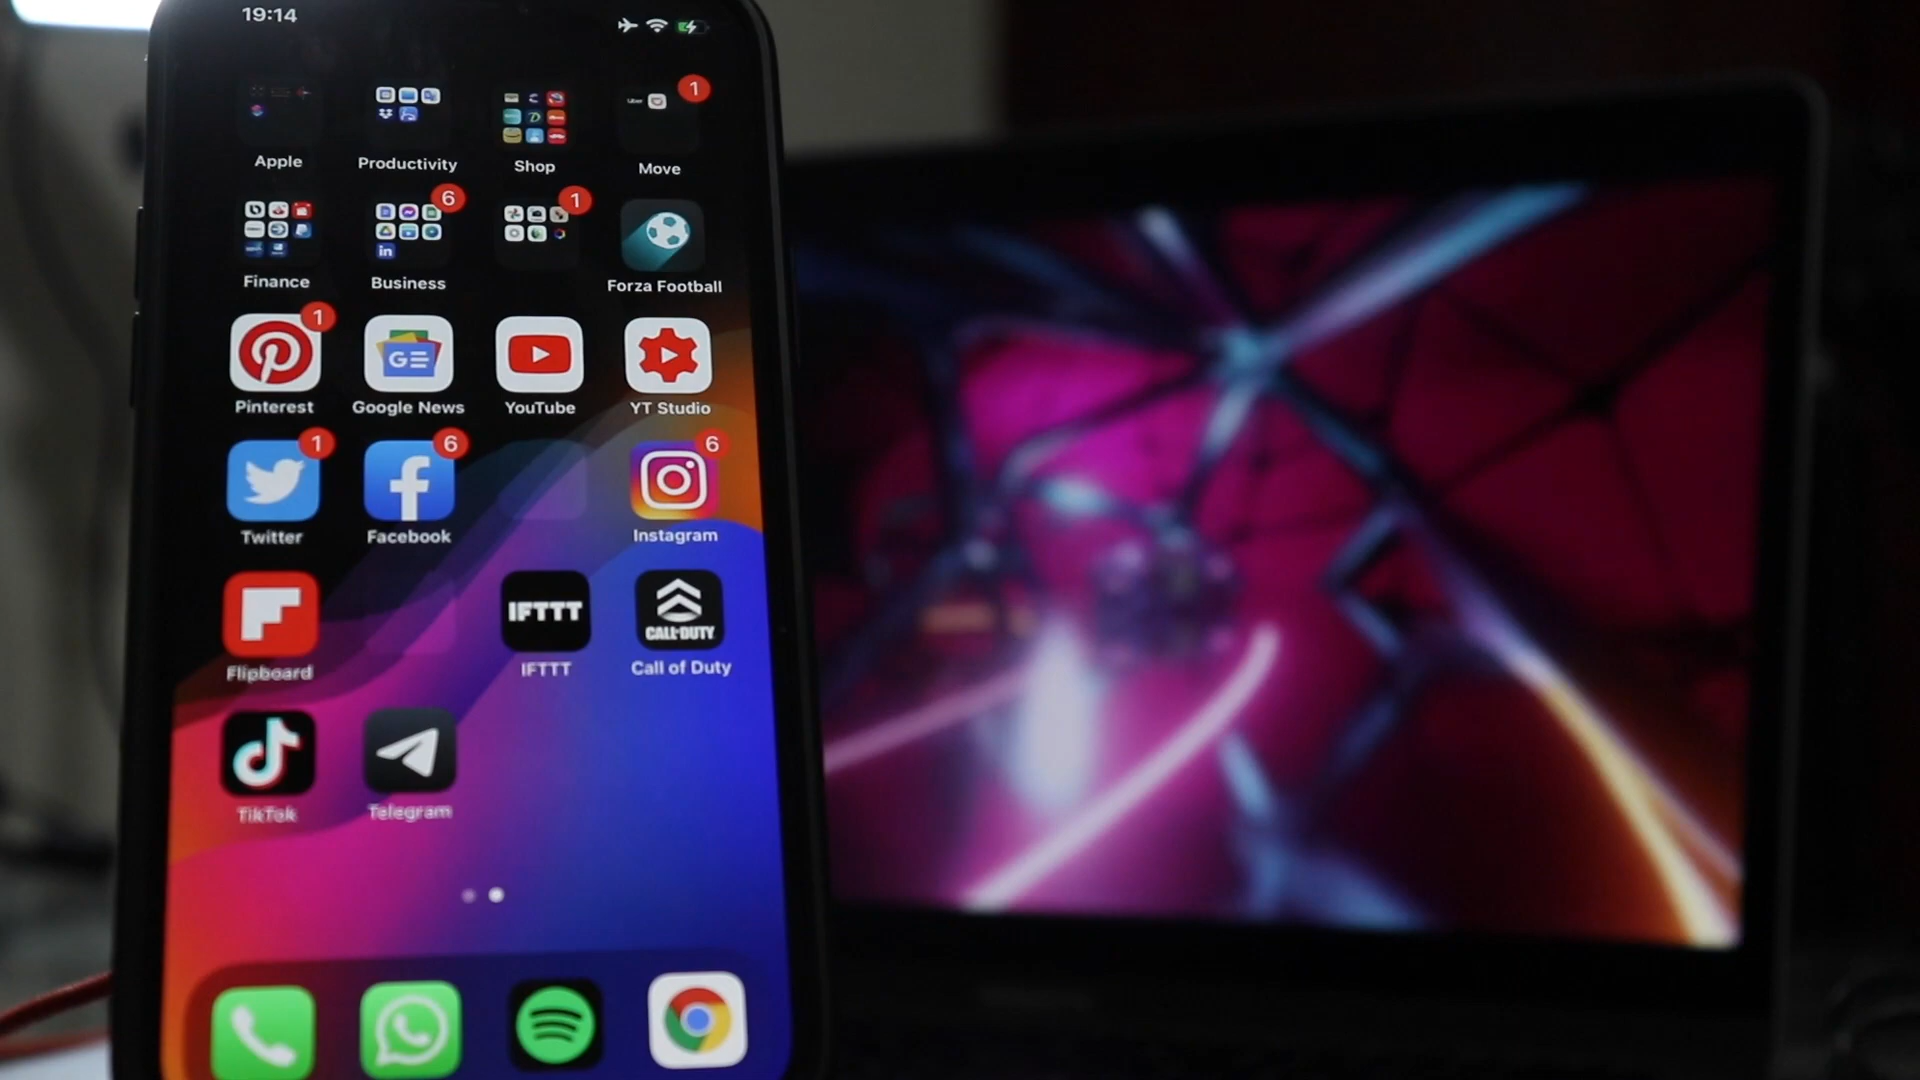 19:14
1
Apple Productivity Shop Move
6 1
Finance Business Forza Football
1
GE
Pinterest Google News YouTube YT Studio
1 6 6
Twitter Facebook Instagram
IFTTT CALL OF DUTY
Flipboard IFTTT Call of Duty
TikTok Telegram